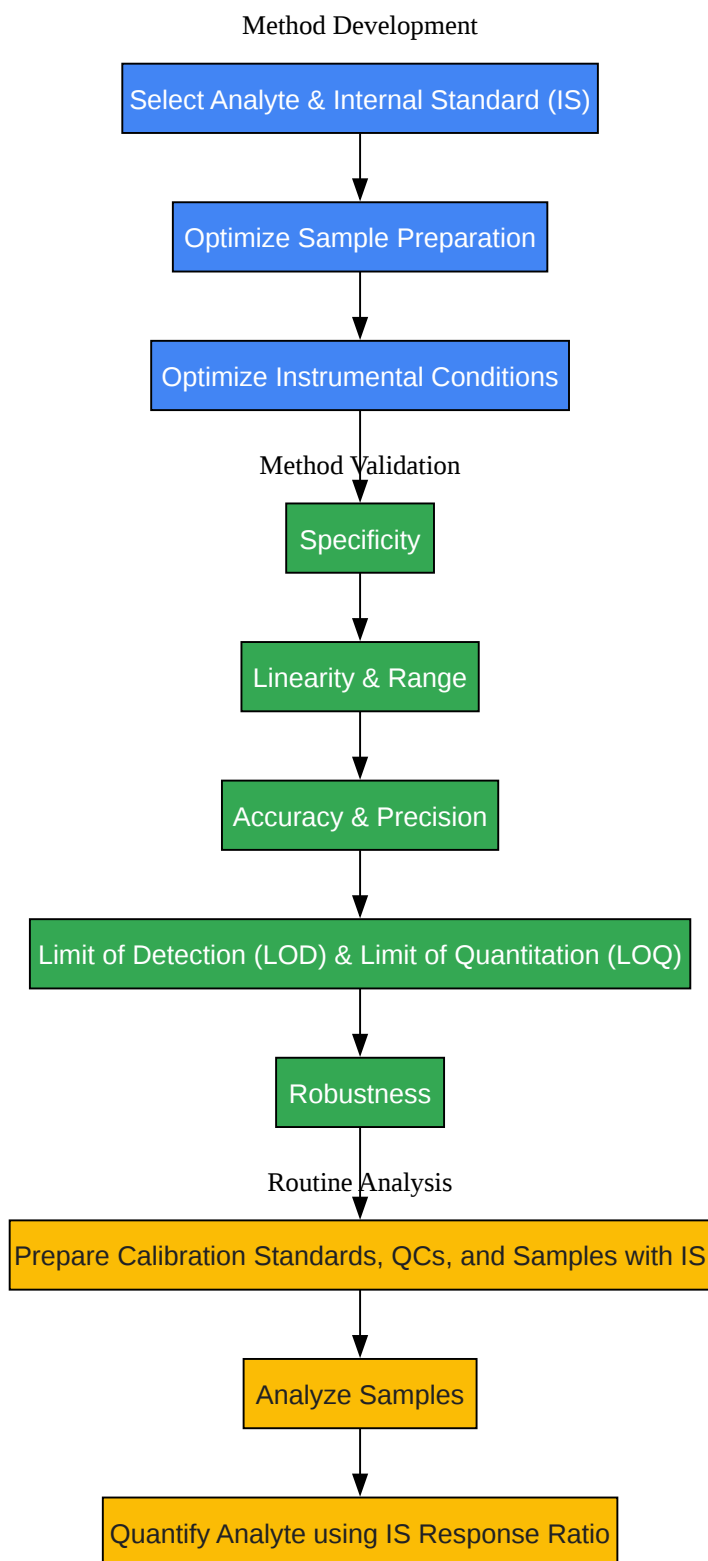 Method Development
Select Analyte & Internal Standard (IS)
Optimize Sample Preparation
Optimize Instrumental Conditions
Method Validation
Specificity
Linearity & Range
Accuracy & Precision
Limit of Detection (LOD) & Limit of Quantitation (LOQ)
Robustness
Routine Analysis
Prepare Calibration Standards, QCs, and Samples with IS
Analyze Samples
Quantify Analyte using IS Response Ratio